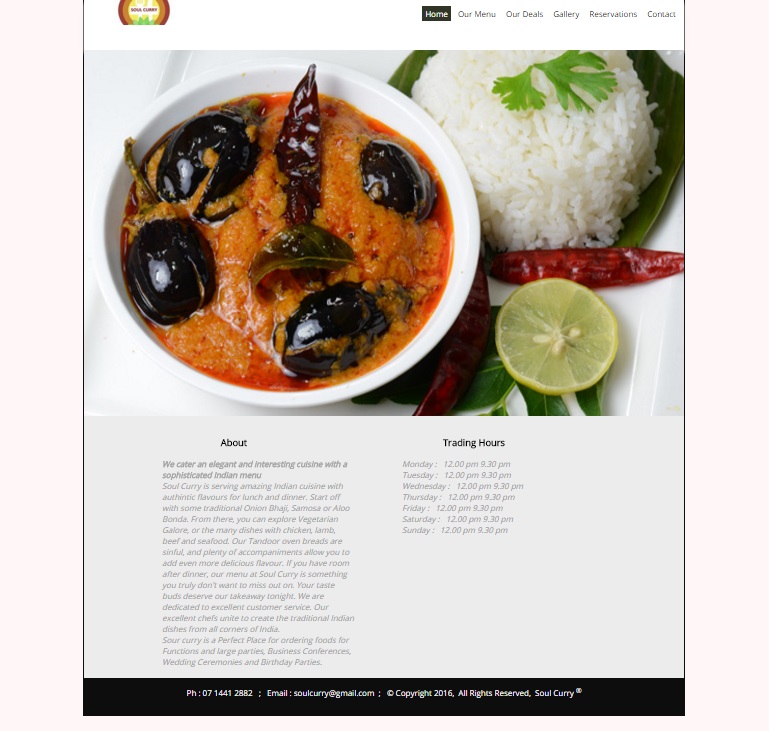 SOUL CURRY
Home Our Menu Our Deals Gallery Reservations Contact
About
We cater an elegant and interesting cuisine with a
sophisticated Indian menu
Soul Curry is serving amazing Indian cuisine with
authintic flavours for lunch and dinner. Start off
with some traditional Onion Bhaji, Samosa or Aloo
Bonda. From there, you can explore Vegetarian
Galore, or the many dishes with chicken, lamb,
beef and seafood. Our Tandoor oven breads are
sinful, and plenty of accompaniments allow you to
add even more delicious flavour. If you have room
after dinner, our menu at Soul Curry is something
you truly don't want to miss out on. Your taste
buds deserve our takeaway tonight. We are
dedicated to excellent customer service. Our
excellent chefs unite to create the traditional Indian
dishes from all corners of India.
Sour curry is a Perfect Place for ordering foods for
Functions and large parties, Business Conferences,
Wedding Ceremonies and Birthday Parties.
Trading Hours
Monday : 12.00 pm 9.30 pm
Tuesday : 12.00 pm 9.30 pm
Wednesday : 12.00 pm 9.30 pm
Thursday : 12.00 pm 9.30 pm
Friday : 12.00 pm 9.30 pm
Saturday : 12.00 pm 9.30 pm
Sunday : 12.00 pm 9.30 pm
Ph : 07 1441 2882 ; Email : soulcurry@gmail.com ; © Copyright 2016, All Rights Reserved, Soul Curry ®